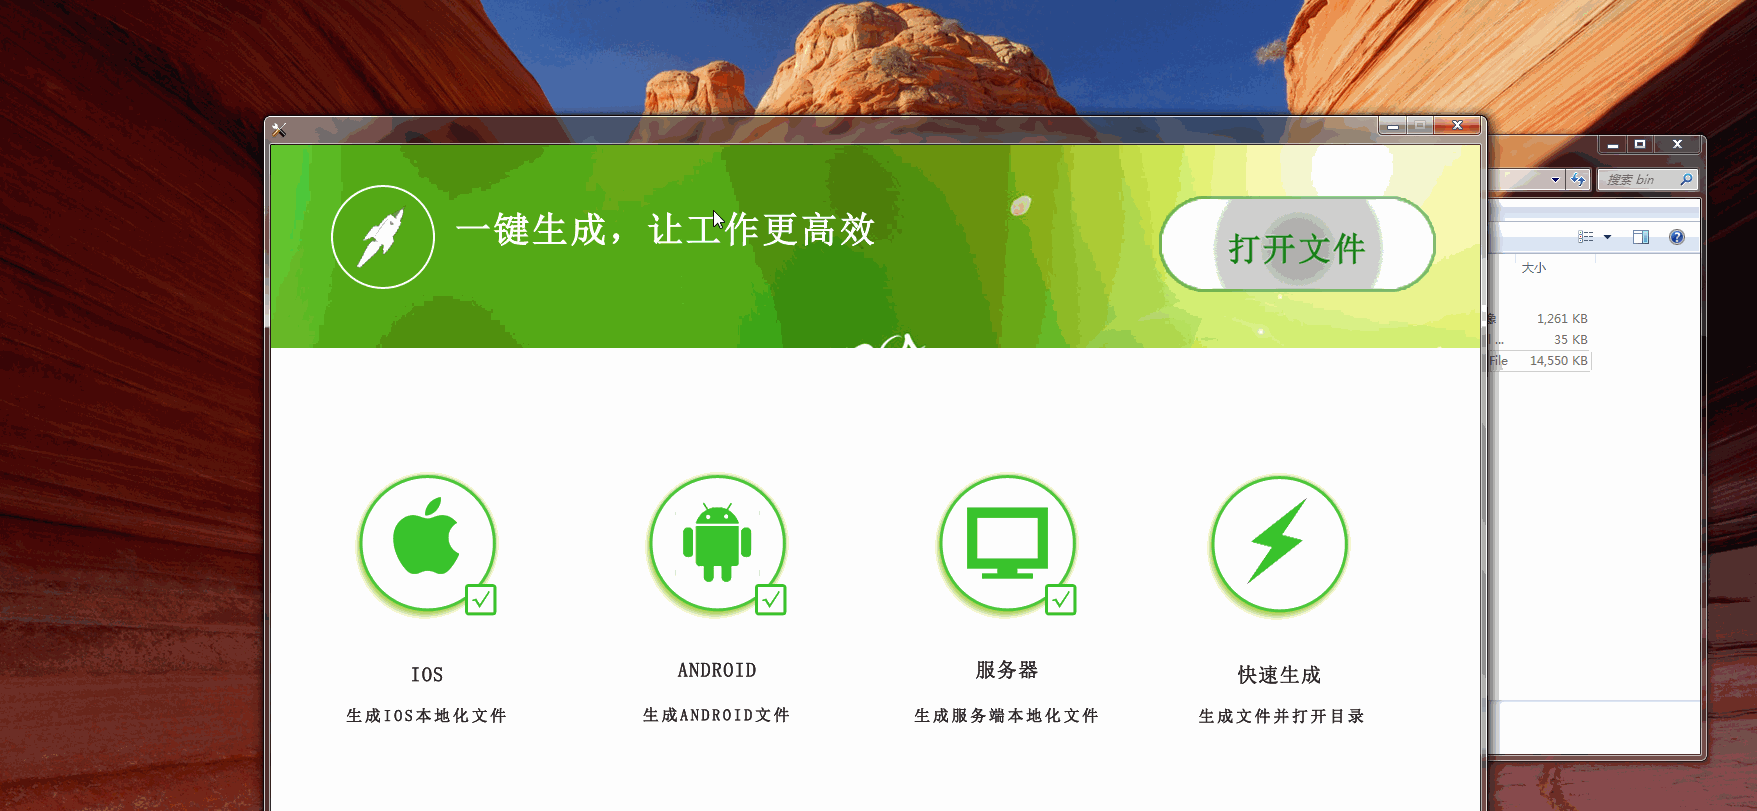 一键生成，让工作更高效
打开文件
搜索 bin
大小
1,261 KB
35 KB
File 14,550 KB
IOS
ANDROID
服务器
快速生成
生成IOS本地化文件
生成ANDROID文件
生成服务端本地化文件
生成文件并打开目录